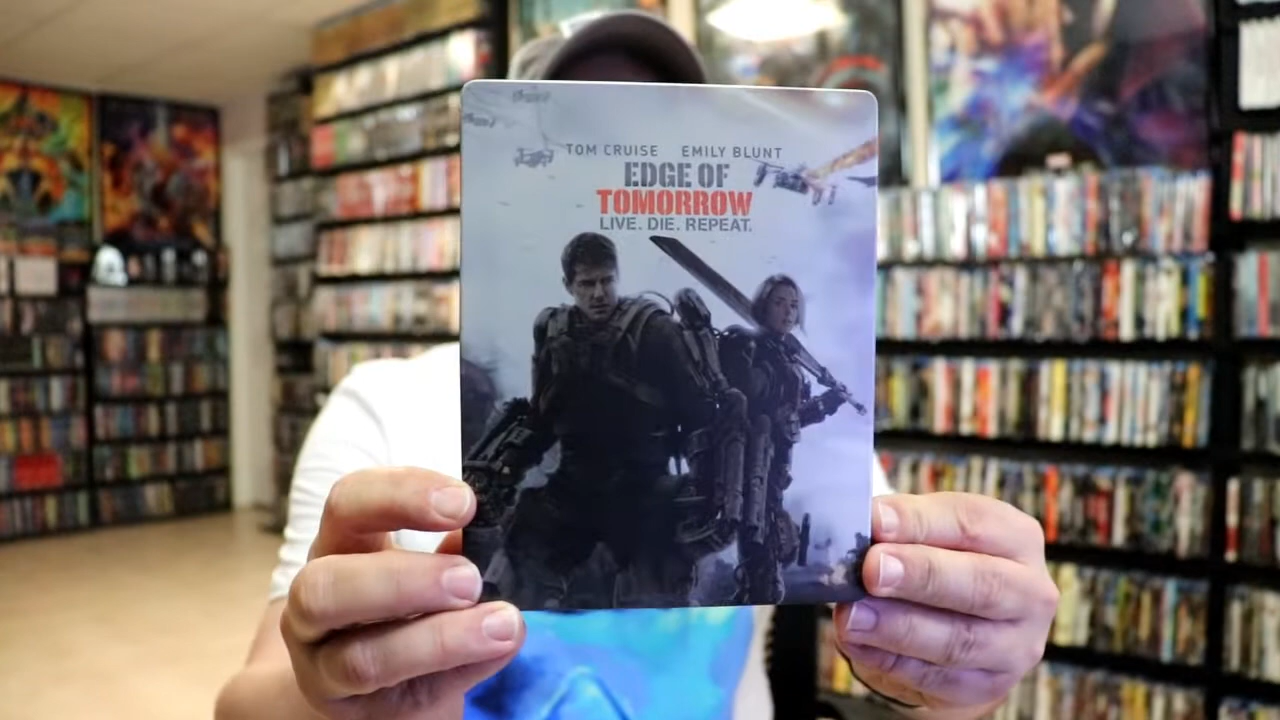 TOM CRUISE EMILY BLUNT
EDGE OF
TOMORROW
LIVE. DIE. REPEAT.